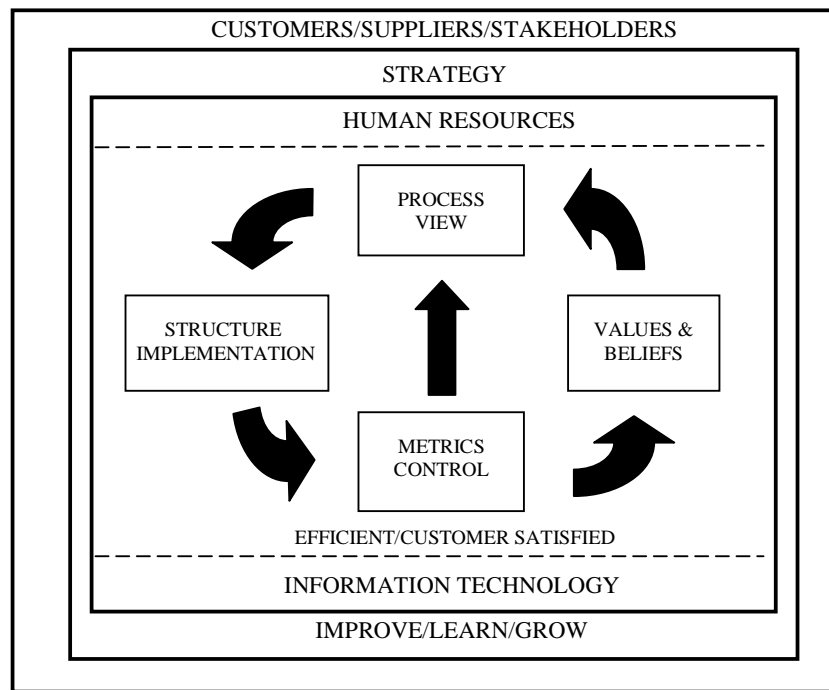 CUSTOMERS/SUPPLIERS/STAKEHOLDERS
STRATEGY
HUMAN RESOURCES
PROCESS
VIEW
STRUCTURE
IMPLEMENTATION
VALUES &
BELIEFS
METRICS
CONTROL
EFFICIENT/CUSTOMER SATISFIED
INFORMATION TECHNOLOGY
IMPROVE/LEARN/GROW